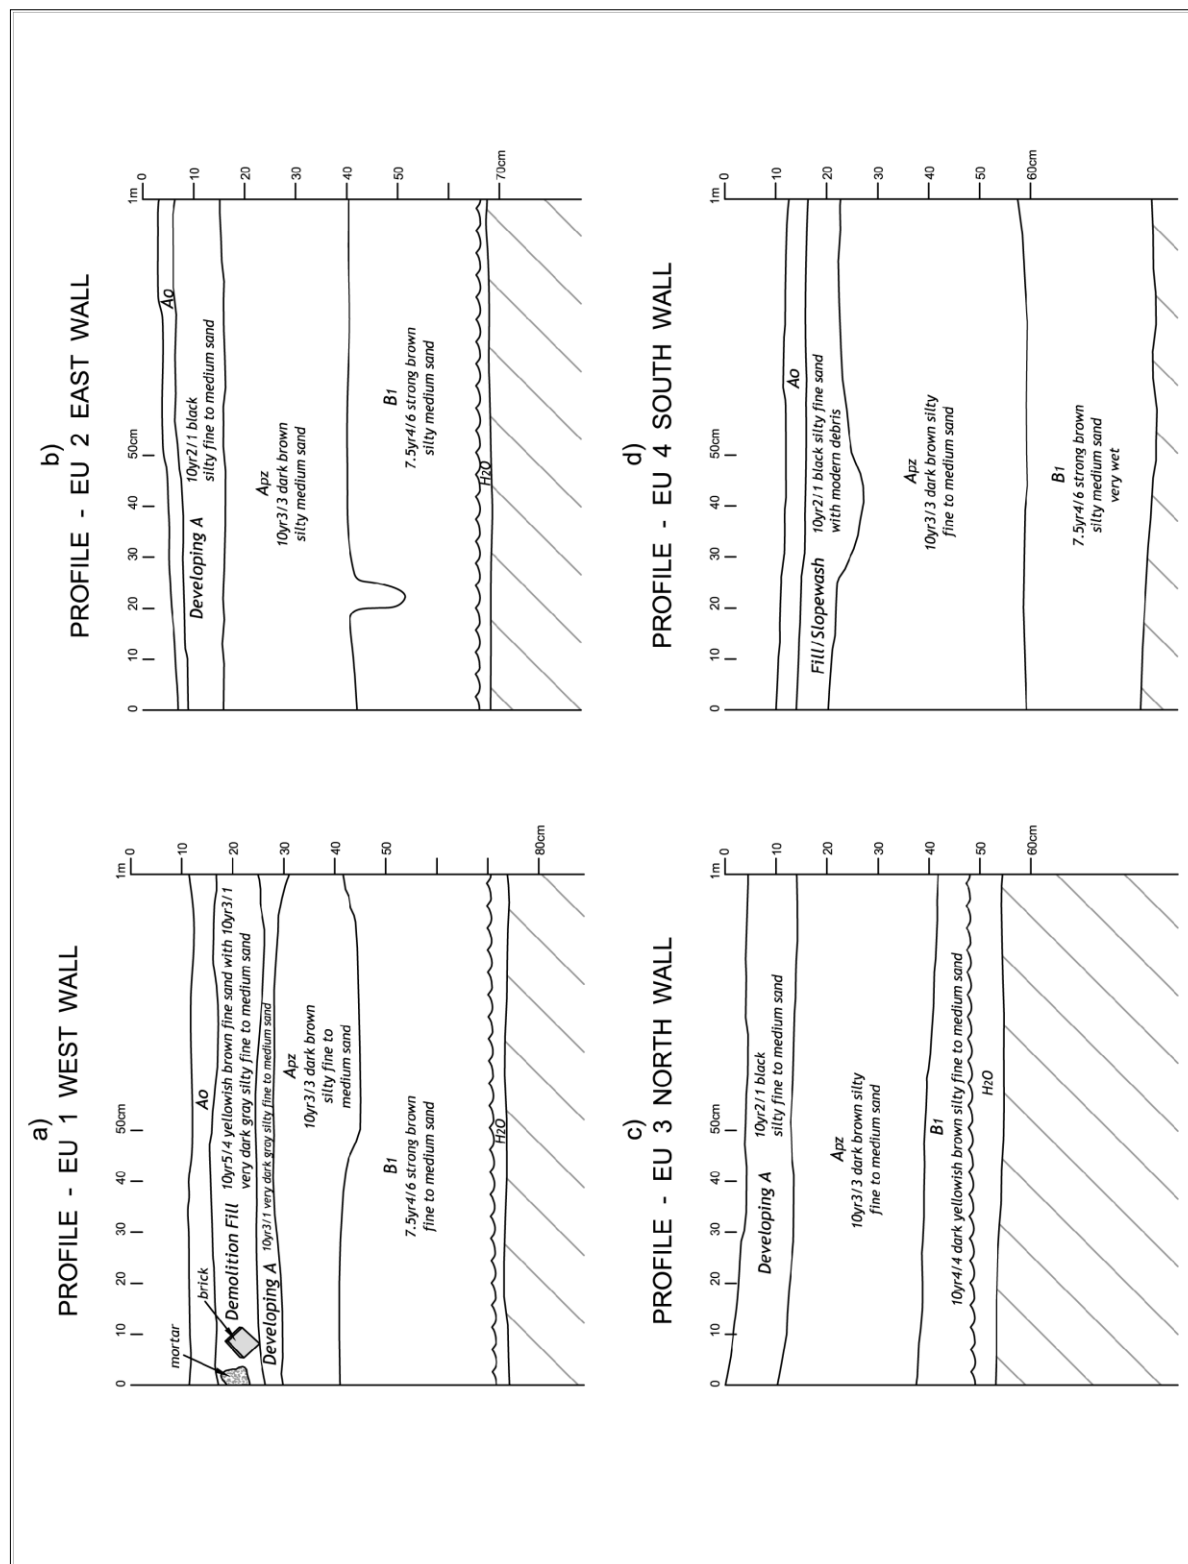 a)
PROFILE - EU 1 WEST WALL
0
10
20
30
40
50cm
1m
0
10
20
30
40
50
80cm
mortar
brick
Ao
Demolition Fill
10yr5/4 yellowish brown fine sand with 10yr3/1
very dark gray silty fine to medium sand
Developing A
10yr3/1 very dark gray silty fine to medium sand
Apz
10yr3/3 dark brown
silty fine to
medium sand
B1
7.5yr4/6 strong brown
fine to medium sand
H2O
b)
PROFILE - EU 2 EAST WALL
0
10
20
30
40
50cm
1m
0
10
20
30
40
50
70cm
Ao
Developing A
10yr2/1 black
silty fine to medium sand
Apz
10yr3/3 dark brown
silty medium sand
B1
7.5yr4/6 strong brown
silty medium sand
H2O
c)
PROFILE - EU 3 NORTH WALL
0
10
20
30
40
50cm
1m
0
10
20
30
40
50
60cm
Developing A
10yr2/1 black
silty fine to medium sand
Apz
10yr3/3 dark brown silty
fine to medium sand
B1
10yr4/4 dark yellowish brown silty fine to medium sand
H2O
d)
PROFILE - EU 4 SOUTH WALL
0
10
20
30
40
50cm
1m
0
10
20
30
40
50
60cm
Ao
Fill/Slopewash
10yr2/1 black silty fine sand
with modern debris
Apz
10yr3/3 dark brown silty
fine to medium sand
B1
7.5yr4/6 strong brown
silty medium sand
very wet